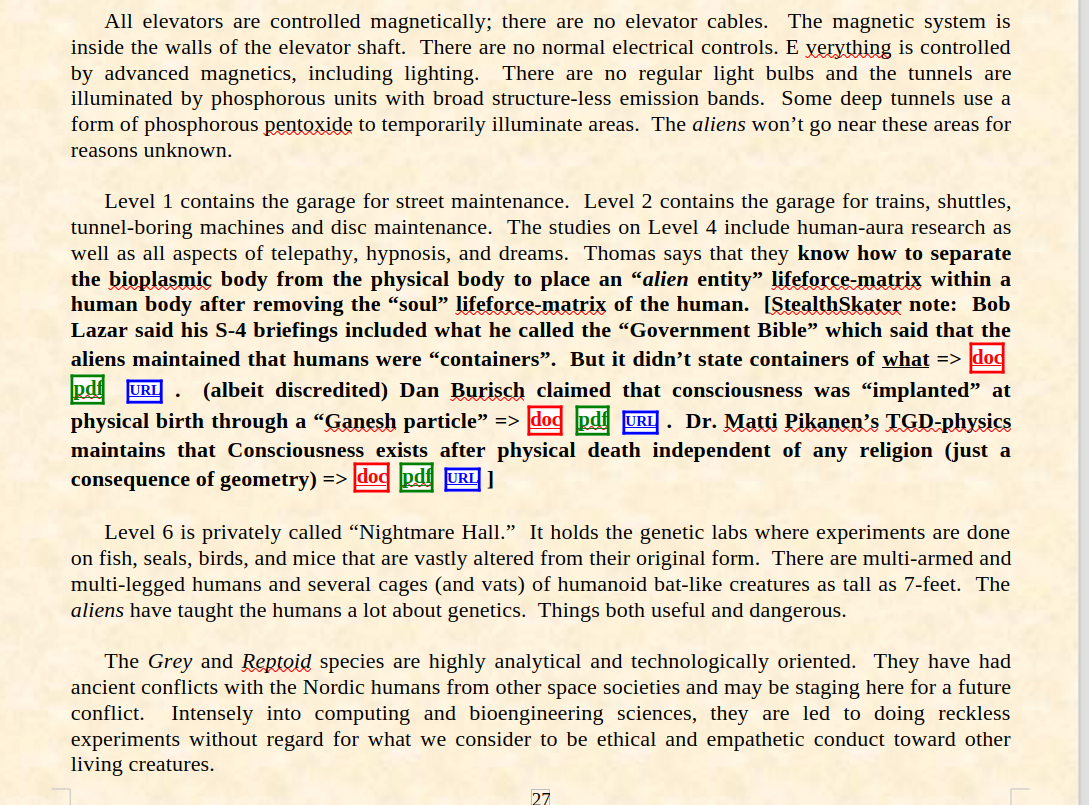 All elevators are controlled magnetically; there are no elevator cables.  The magnetic system is
inside the walls of the elevator shaft.  There are no normal electrical controls. E verything is controlled
by advanced magnetics, including lighting.  There are no regular light bulbs and the tunnels are
illuminated by phosphorous units with broad structure-less emission bands.  Some deep tunnels use a
form of phosphorous pentoxide to temporarily illuminate areas.  The aliens won’t go near these areas for
reasons unknown.
Level 1 contains the garage for street maintenance.  Level 2 contains the garage for trains, shuttles,
tunnel-boring machines and disc maintenance.  The studies on Level 4 include human-aura research as
well as all aspects of telepathy, hypnosis, and dreams.  Thomas says that they know how to separate
the bioplasmic body from the physical body to place an “alien entity” lifeforce-matrix within a
human body after removing the “soul” lifeforce-matrix of the human.  [StealthSkater note:  Bob
Lazar said his S-4 briefings included what he called the “Government Bible” which said that the
aliens maintained that humans were “containers”.  But it didn’t state containers of what => doc
pdf URL .  (albeit discredited) Dan Burisch claimed that consciousness was “implanted” at
physical birth through a “Ganesh particle” => doc pdf URL .  Dr. Matti Pikanen’s TGD-physics
maintains that Consciousness exists after physical death independent of any religion (just a
consequence of geometry) => doc pdf URL ]
Level 6 is privately called “Nightmare Hall.”  It holds the genetic labs where experiments are done
on fish, seals, birds, and mice that are vastly altered from their original form.  There are multi-armed and
multi-legged humans and several cages (and vats) of humanoid bat-like creatures as tall as 7-feet.  The
aliens have taught the humans a lot about genetics.  Things both useful and dangerous.
The Grey and Reptoid species are highly analytical and technologically oriented.  They have had
ancient conflicts with the Nordic humans from other space societies and may be staging here for a future
conflict.  Intensely into computing and bioengineering sciences, they are led to doing reckless
experiments without regard for what we consider to be ethical and empathetic conduct toward other
living creatures.
27